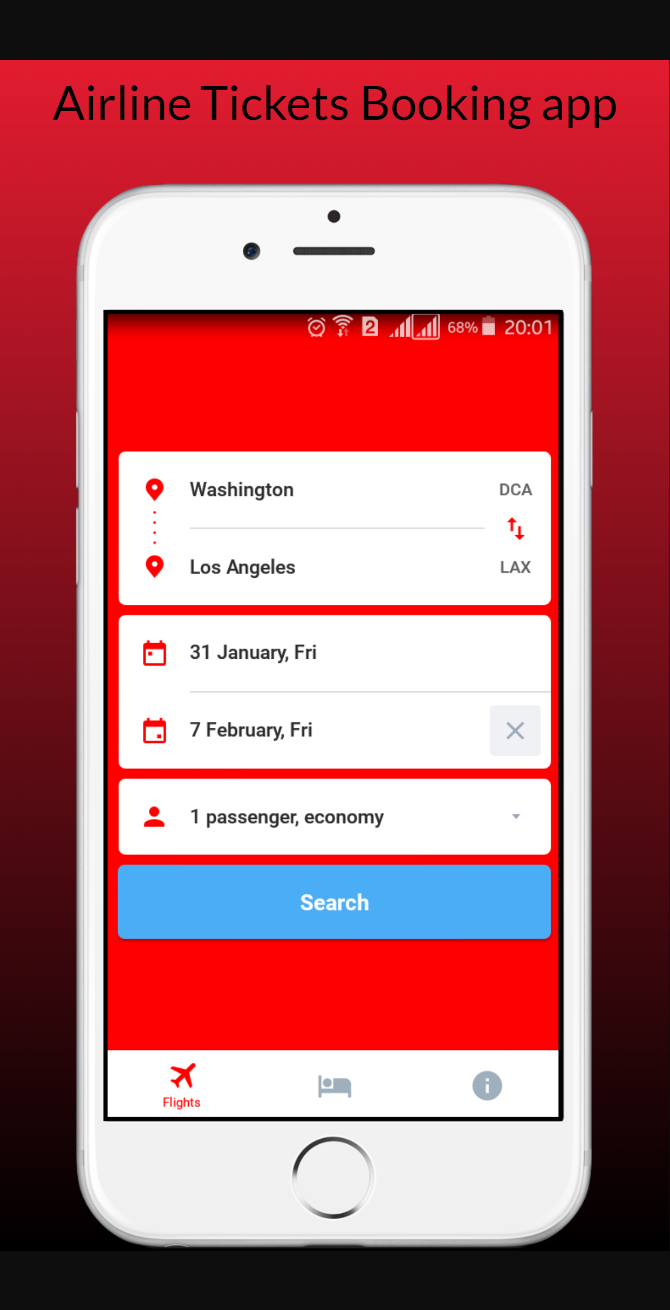 Airline Tickets Booking app
2 68% 20:01
Washington DCA
Los Angeles LAX
31 January, Fri
7 February, Fri
1 passenger, economy
Search
Flights